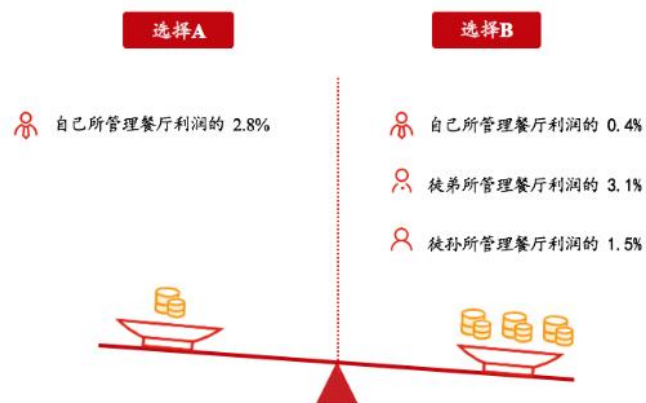 选择A
选择B
自己所管理餐厅利润的 2.8%
自己所管理餐厅利润的 0.4%
徒弟所管理餐厅利润的 3.1%
徒孙所管理餐厅利润的 1.5%